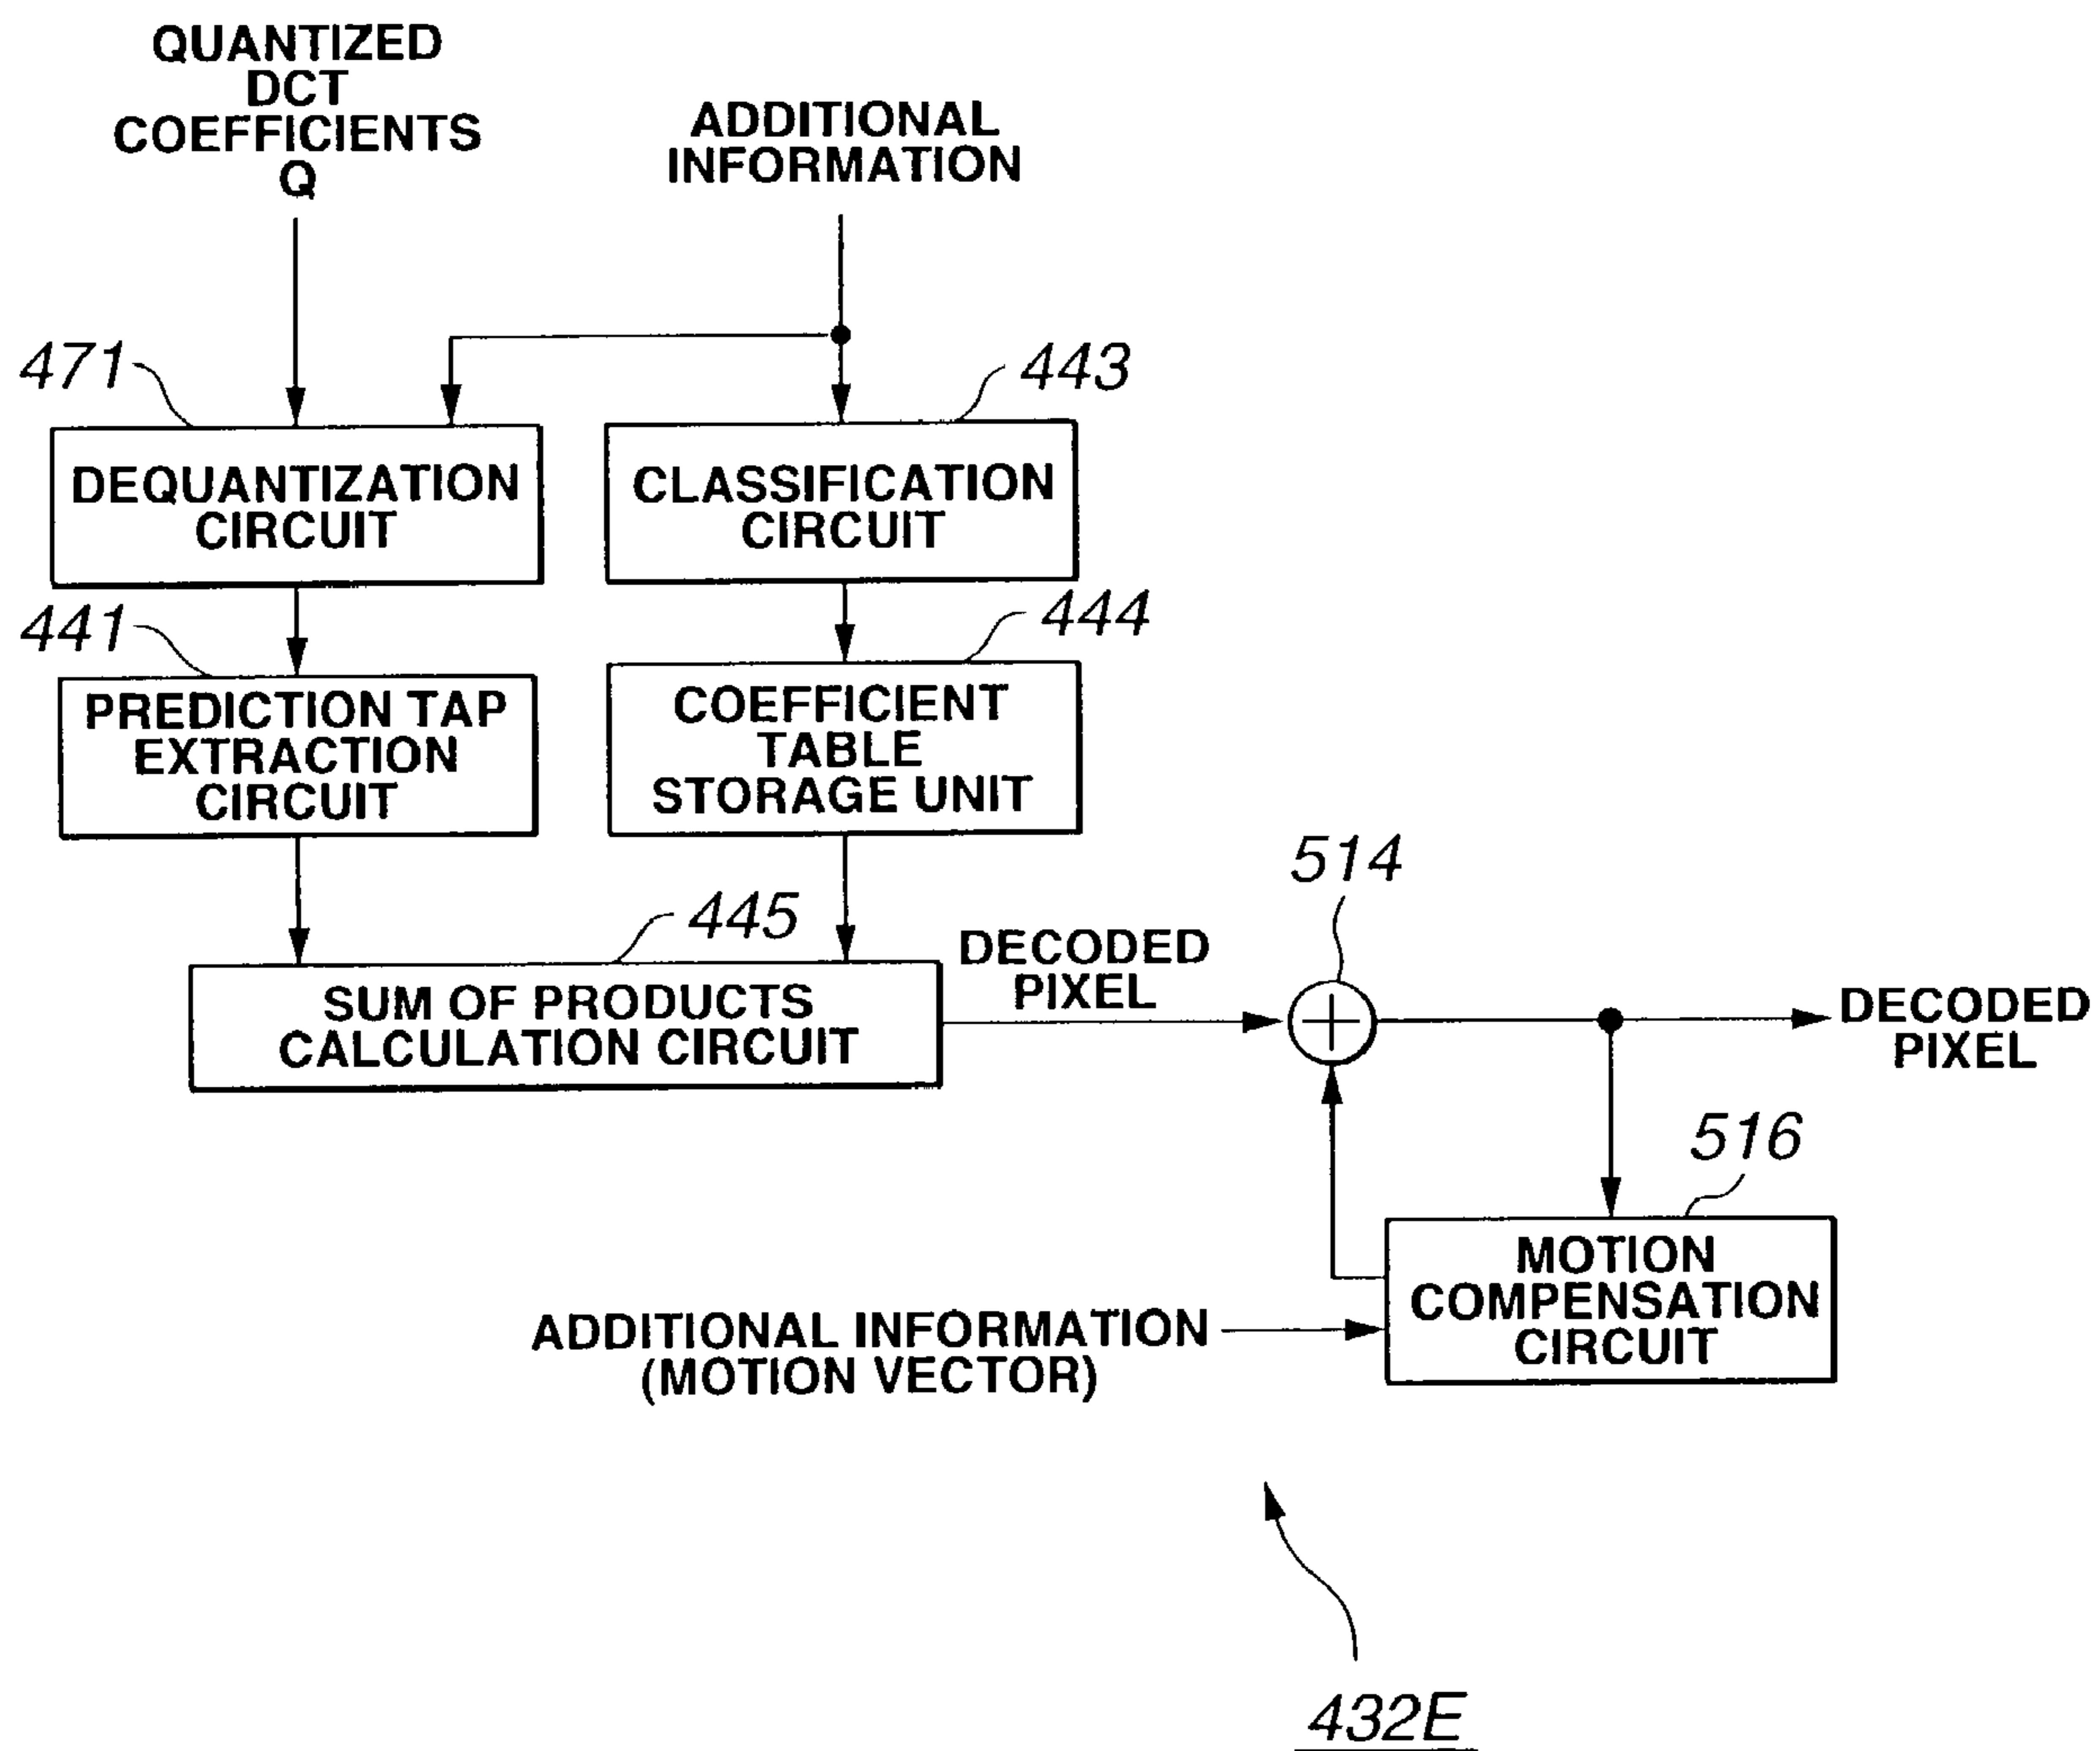 QUANTIZED
DCT
COEFFICIENTS
Q
ADDITIONAL
INFORMATION
471
443
DEQUANTIZATION
CIRCUIT
CLASSIFICATION
CIRCUIT
441
444
PREDICTION TAP
EXTRACTION
CIRCUIT
COEFFICIENT
TABLE
STORAGE UNIT
445
514
SUM OF PRODUCTS
CALCULATION CIRCUIT
DECODED
PIXEL
DECODED
PIXEL
516
MOTION
COMPENSATION
CIRCUIT
ADDITIONAL INFORMATION
(MOTION VECTOR)
432E